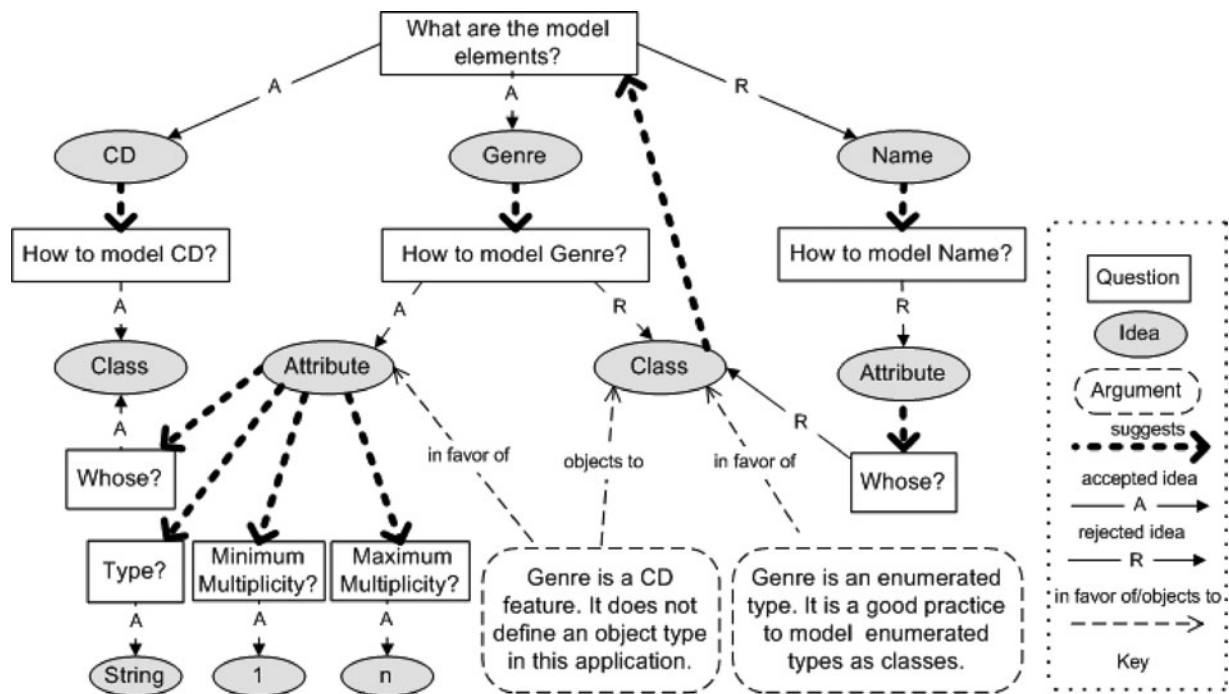 What are the model
elements?
A
A
R
CD
Genre
Name
How to model CD?
How to model Genre?
How to model Name?
A
A
R
R
Class
Attribute
Class
Attribute
A
in favor of
objects to
in favor of
R
Whose?
Whose?
Type?
Minimum
Multiplicity?
Maximum
Multiplicity?
A
A
A
String
1
n
Genre is a CD
feature. It does not
define an object type
in this application.
Genre is an enumerated
type. It is a good practice
to model enumerated
types as classes.
Question
Idea
Argument
suggests
accepted idea
A
rejected idea
R
in favor of/objects to
Key